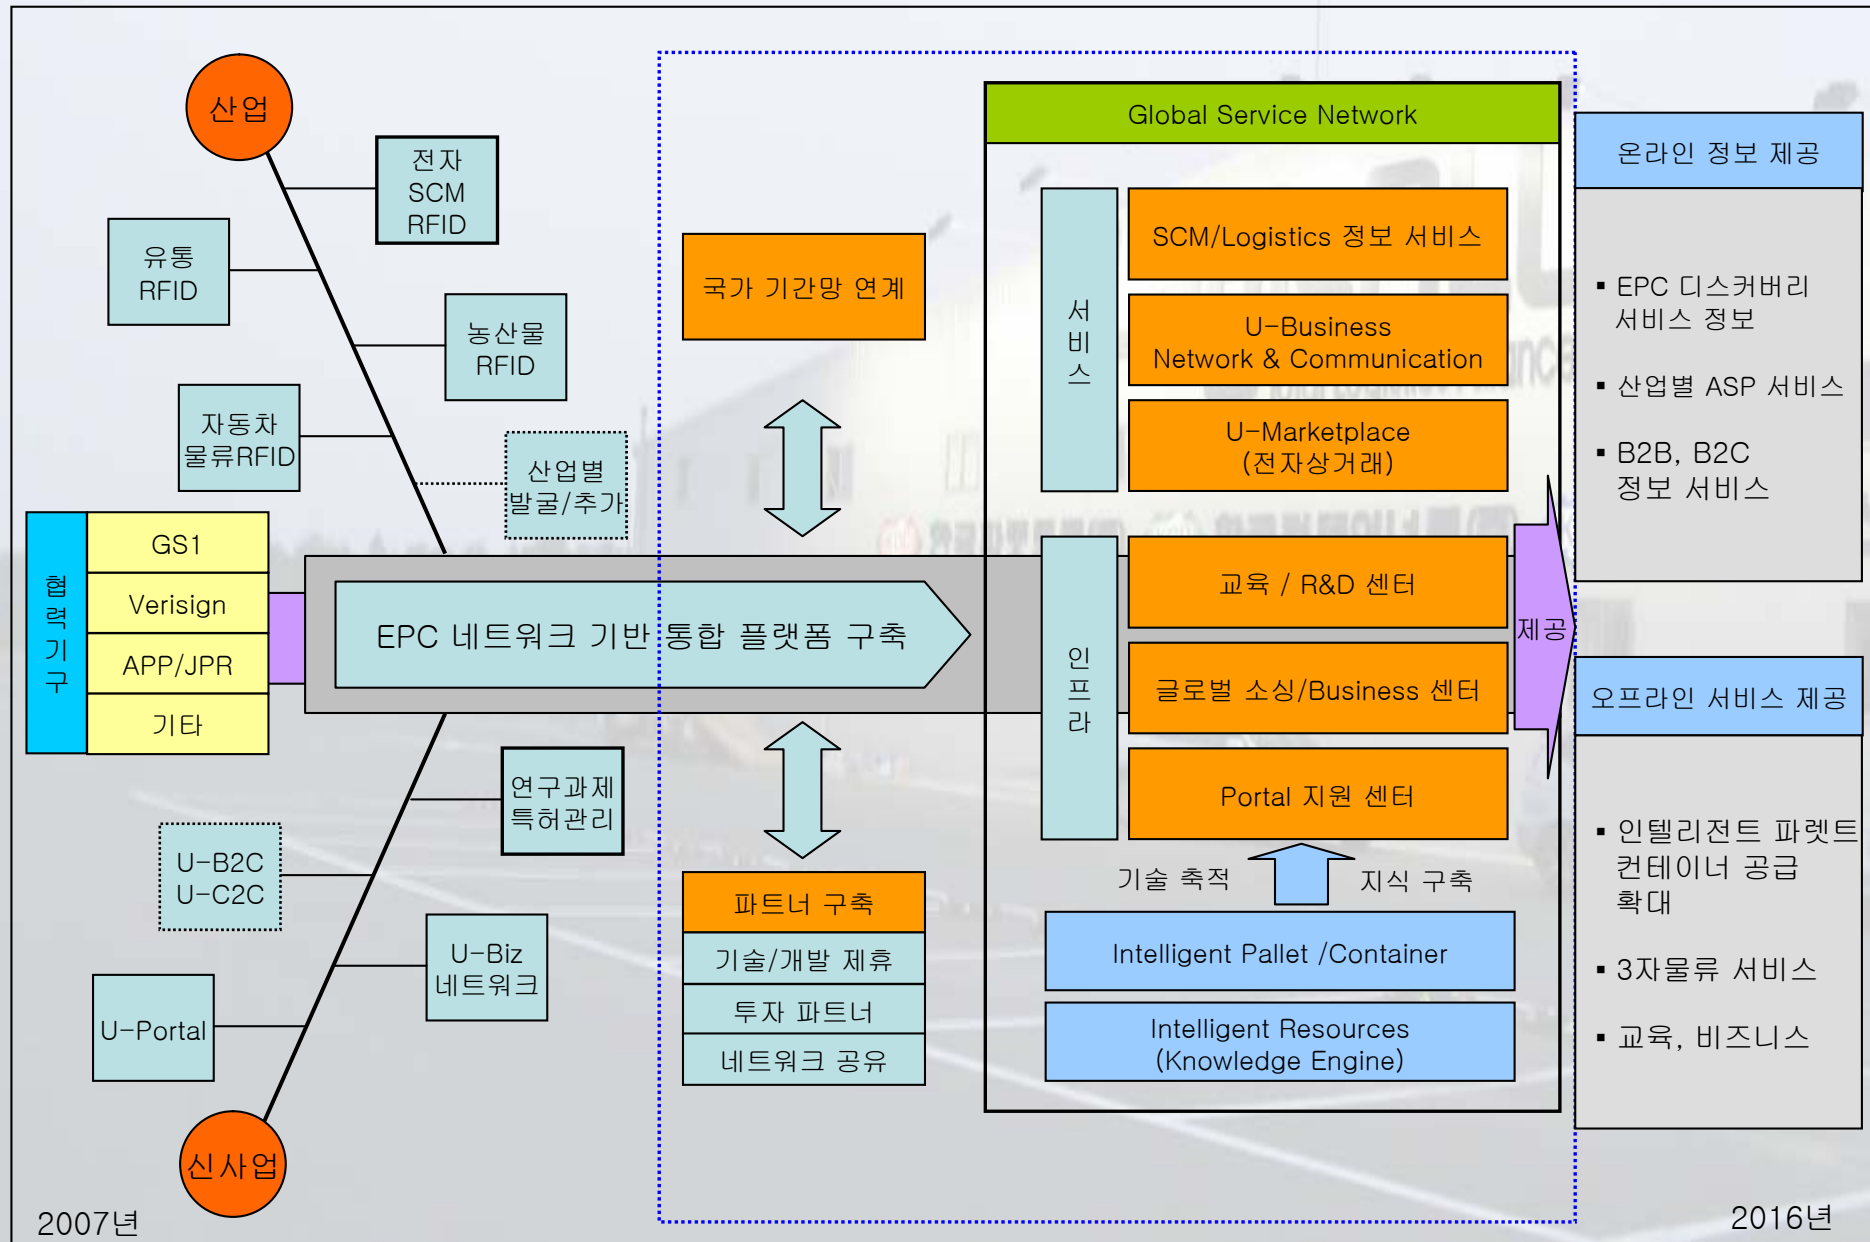 산업
전자
SCM
RFID
유통
RFID
농산물
RFID
자동차
물류RFID
산업별
발굴/추가
협력기구
GS1
Verisign
APP/JPR
기타
EPC 네트워크 기반 통합 플랫폼 구축
연구과제
특허관리
U-B2C
U-C2C
U-Biz
네트워크
U-Portal
신사업
2007년
국가 기간망 연계
파트너 구축
기술/개발 제휴
투자 파트너
네트워크 공유
Global Service Network
서비스
SCM/Logistics 정보 서비스
U-Business
Network & Communication
U-Marketplace
(전자상거래)
인프라
교육 / R&D 센터
글로벌 소싱/Business 센터
Portal 지원 센터
기술 축적
지식 구축
Intelligent Pallet /Container
Intelligent Resources
(Knowledge Engine)
제공
온라인 정보 제공
▪ EPC 디스커버리
서비스 정보
▪ 산업별 ASP 서비스
▪ B2B, B2C
정보 서비스
오프라인 서비스 제공
▪ 인텔리전트 파렛트
컨테이너 공급
확대
▪ 3자물류 서비스
▪ 교육, 비즈니스
2016년